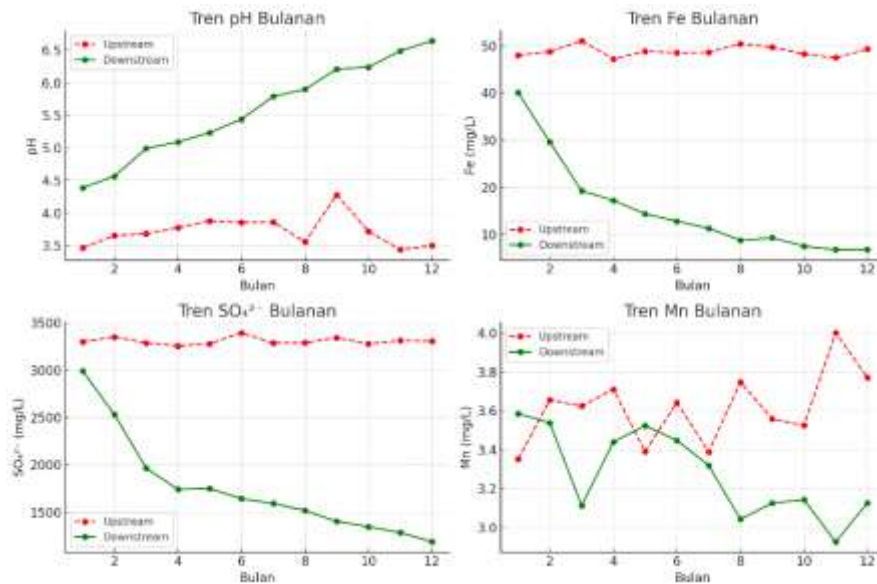 Tren pH Bulanan
Upstream
Downstream
pH
6.5
6.0
5.5
5.0
4.5
4.0
3.5
2 4 6 8 10 12
Bulan
Tren Fe Bulanan
Fe (mg/L)
50
40
30
20
10
Upstream
Downstream
2 4 6 8 10 12
Bulan
Tren SO₄²⁻ Bulanan
SO₄²⁻ (mg/L)
3500
3000
2500
2000
1500
Upstream
Downstream
2 4 6 8 10 12
Bulan
Tren Mn Bulanan
Upstream
Downstream
Mn (mg/L)
4.0
3.8
3.6
3.4
3.2
3.0
2 4 6 8 10 12
Bulan